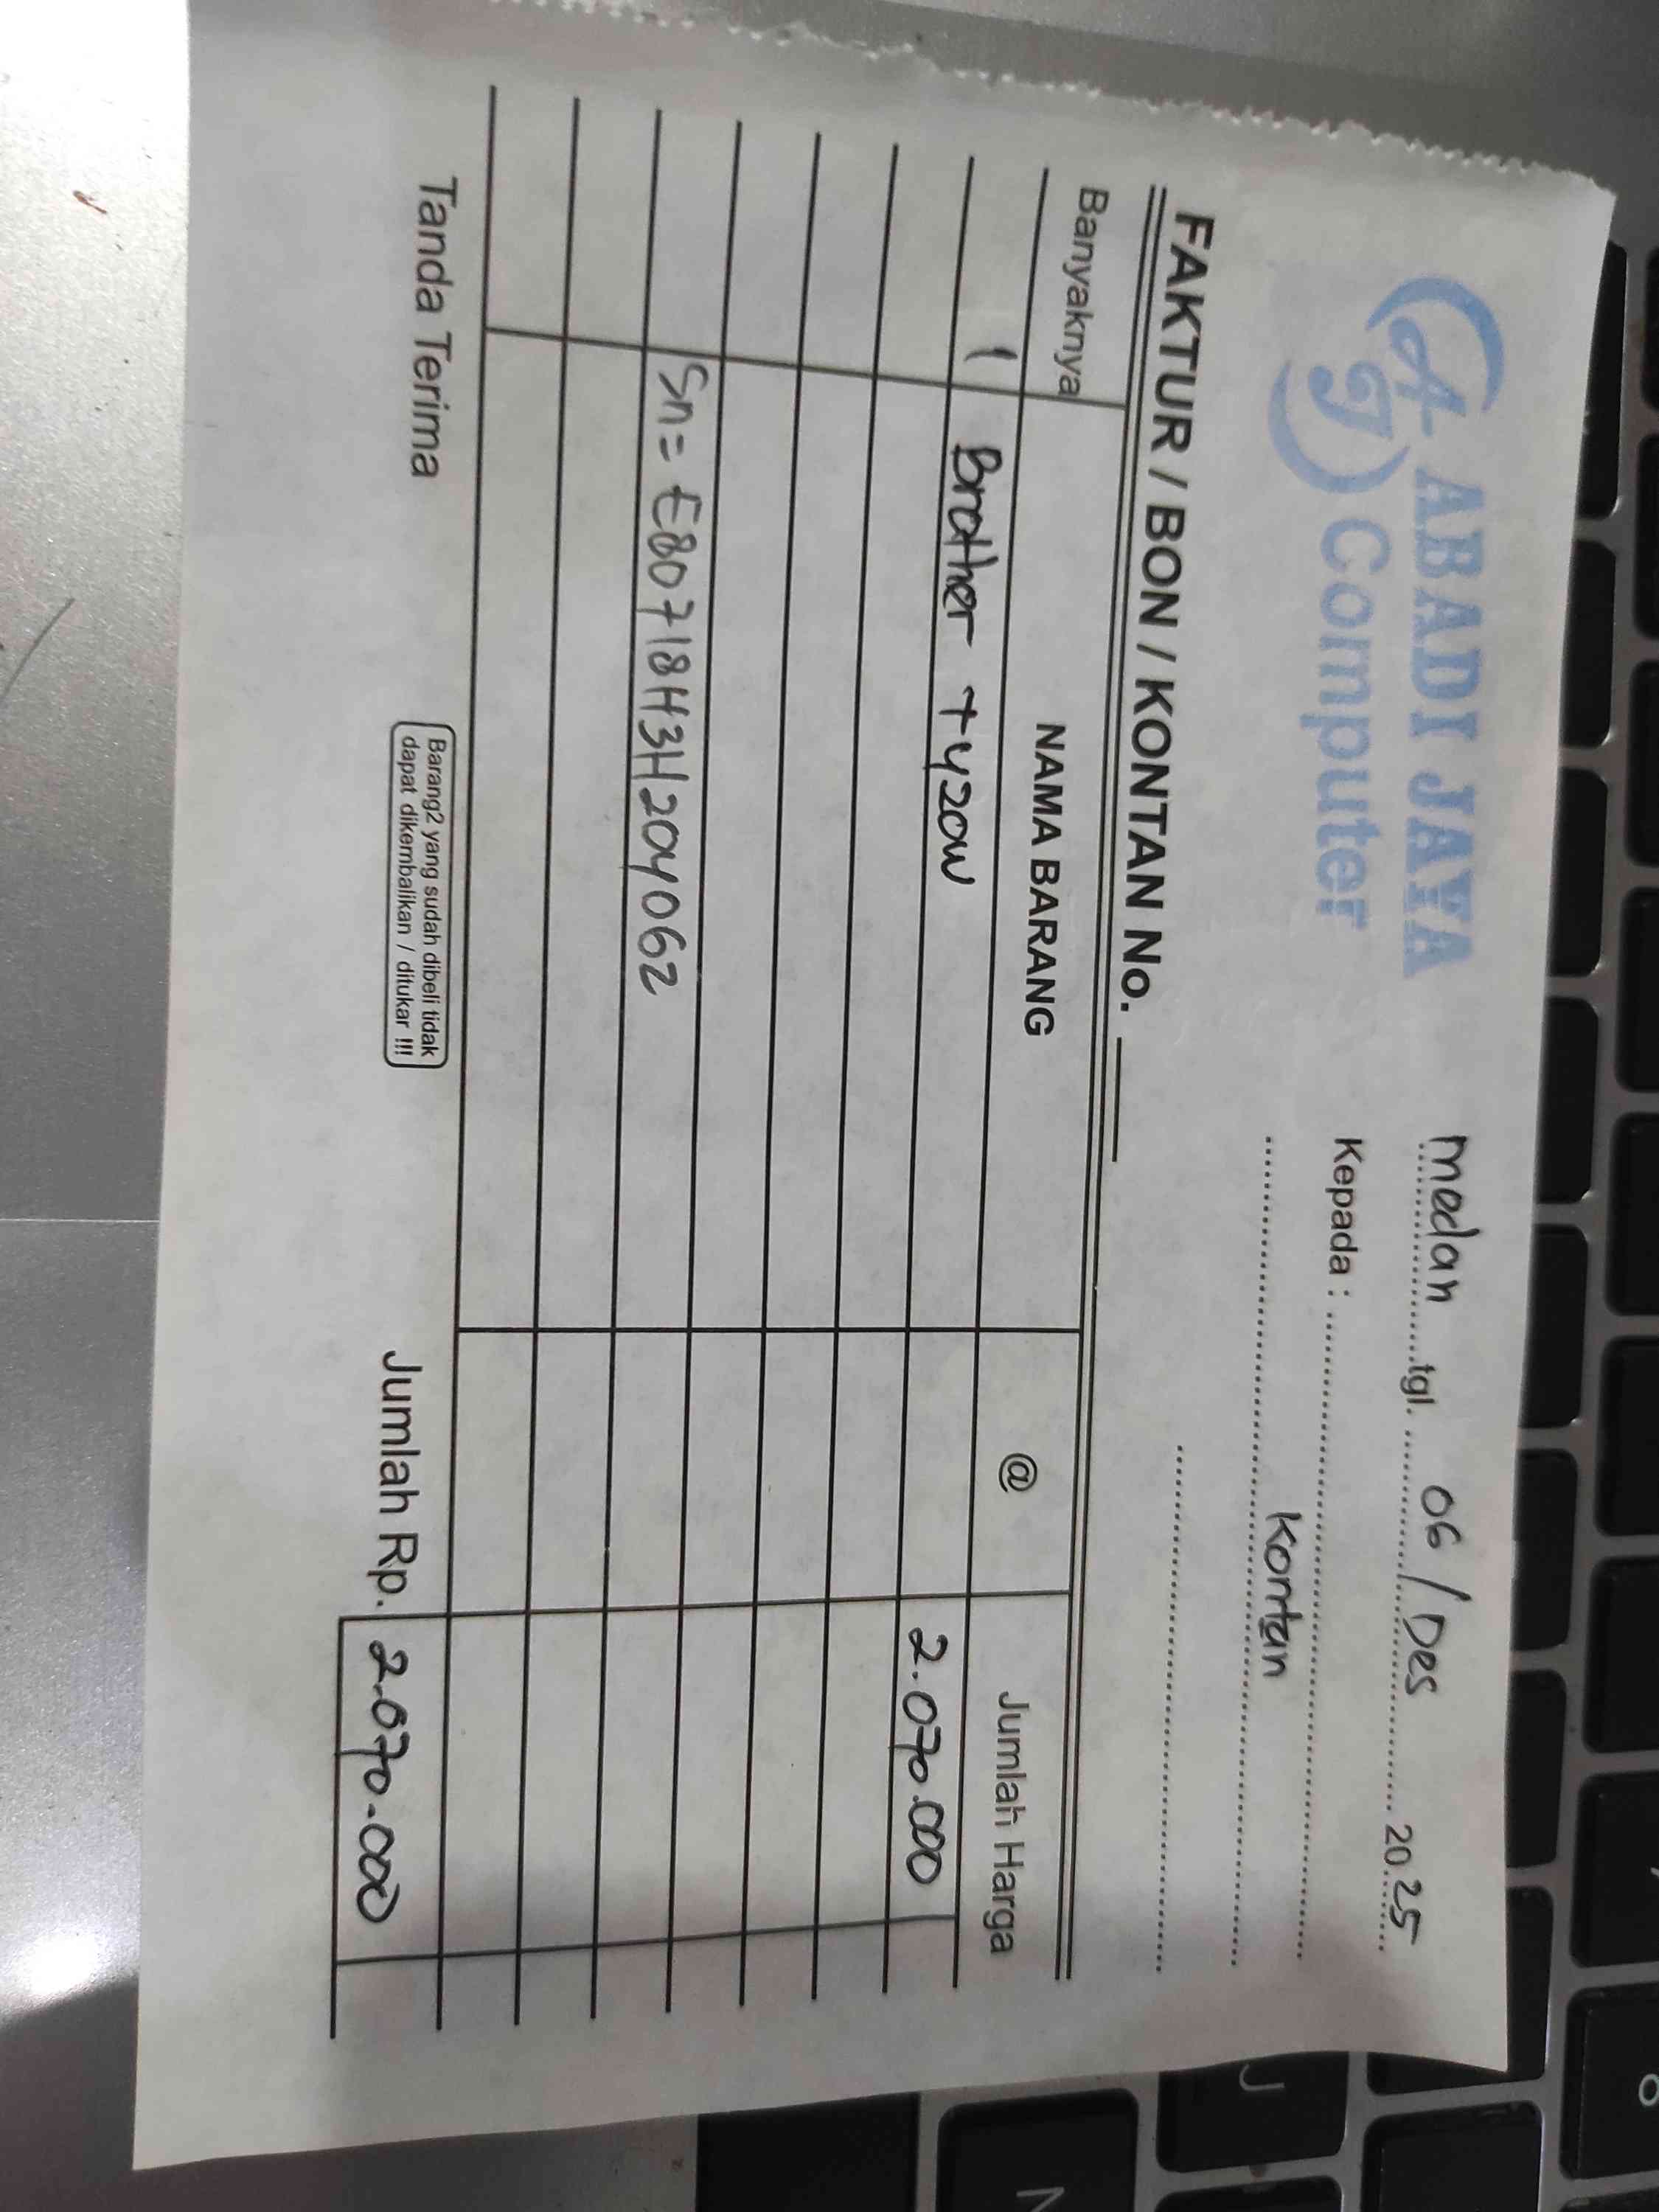 ABADI JAYA
Computer
medan tgl. 06/Des 2025
Kepada :
Kontan
FAKTUR / BON / KONTAN No.
Banyaknya NAMA BARANG @ Jumlah Harga
1 Brother T420W 2.070.000
Sn= E80718H3H204062
Tanda Terima
Barang2 yang sudah dibeli tidak
dapat dikembalikan / ditukar !!!
Jumlah Rp. 2.070.000
J
N
8